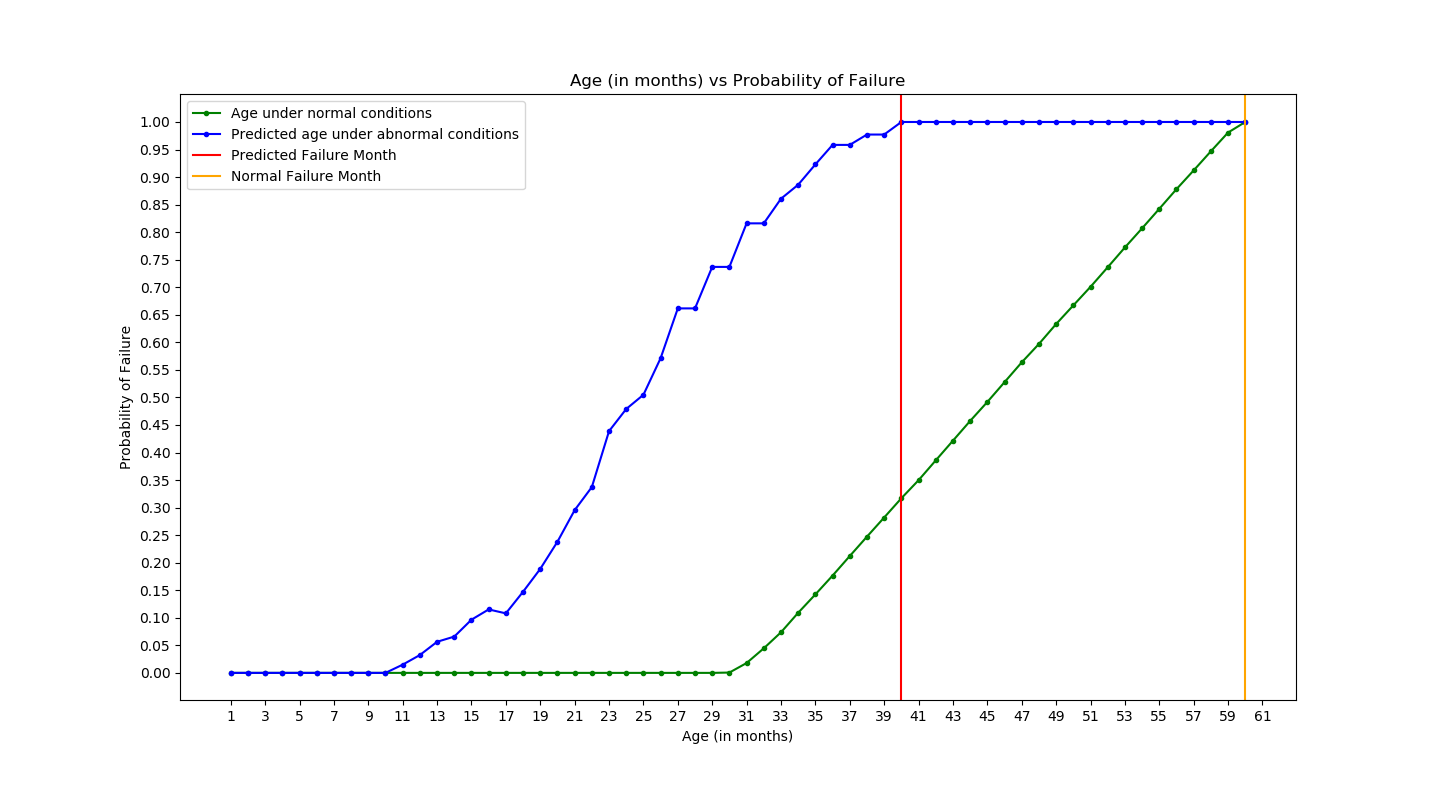 Age (in months) vs Probability of Failure
Age under normal conditions
Predicted age under abnormal conditions
Predicted Failure Month
Normal Failure Month
Probability of Failure
1.00
0.95
0.90
0.85
0.80
0.75
0.70
0.65
0.60
0.55
0.50
0.45
0.40
0.35
0.30
0.25
0.20
0.15
0.10
0.05
0.00
1 3 5 7 9 11 13 15 17 19 21 23 25 27 29 31 33 35 37 39 41 43 45 47 49 51 53 55 57 59 61
Age (in months)